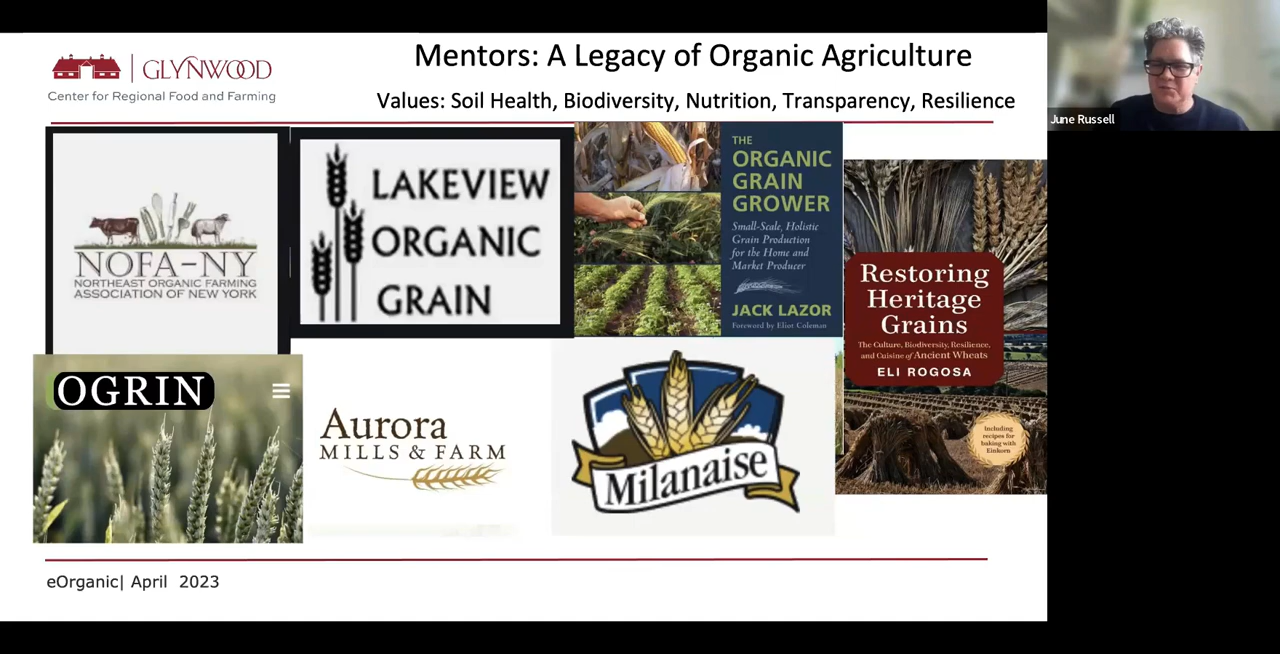 GLYNWOOD
Center for Regional Food and Farming
Mentors: A Legacy of Organic Agriculture
Values: Soil Health, Biodiversity, Nutrition, Transparency, Resilience
June Russell
NOFA-NY
NORTHEAST ORGANIC FARMING
ASSOCIATION OF NEW YORK
LAKEVIEW
ORGANIC
GRAIN
THE
ORGANIC
GRAIN
GROWER
Small-Scale, Holistic
Grain Production
for the Home and
Market Producer
JACK LAZOR
Foreword by Eliot Coleman
Restoring
Heritage
Grains
The Culture, Biodiversity, Resilience,
and Cuisine of Ancient Wheats
ELI ROGOSA
Including
recipes for
baking with
Einkorn
OGRIN
Aurora
MILLS & FARM
Milanaise
eOrganic| April 2023